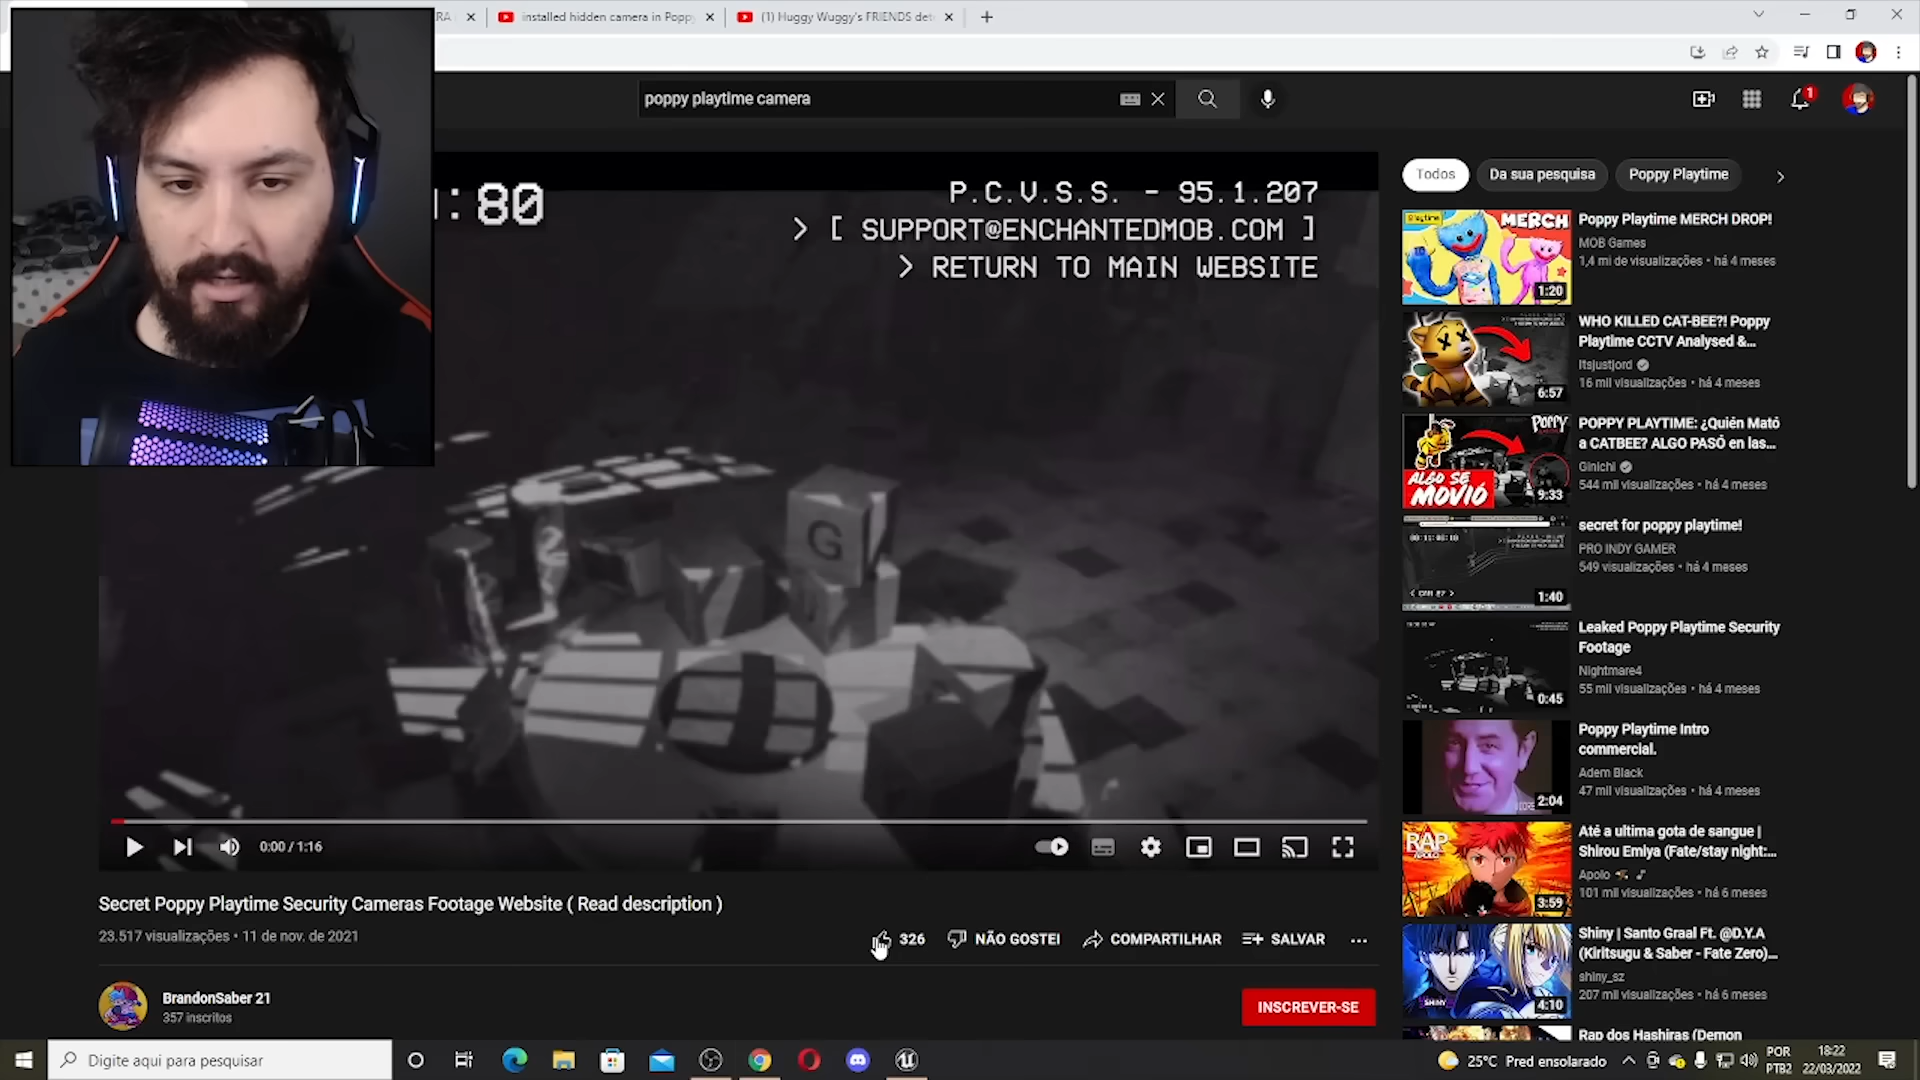 installed hidden camera in Poppy
(1) Huggy Wuggy's FRIENDS det
poppy playtime camera
1
:80
P.C.V.S.S. - 95.1.207
> [ SUPPORT@ENCHANTEDMOB.COM ]
> RETURN TO MAIN WEBSITE
G
2
0:00 / 1:16
Secret Poppy Playtime Security Cameras Footage Website ( Read description )
23.517 visualizações • 11 de nov. de 2021
326
NÃO GOSTEI
COMPARTILHAR
SALVAR
BrandonSaber 21
357 inscritos
INSCREVER-SE
Todos
Da sua pesquisa
Poppy Playtime
MERCH
1:20
Poppy Playtime MERCH DROP!
MOB Games
1,4 mi de visualizações • há 4 meses
6:57
WHO KILLED CAT-BEE?! Poppy
Playtime CCTV Analysed &...
Itsjustjord
16 mil visualizações • há 4 meses
POPPY
ALGO SE
MOVIÓ
9:33
POPPY PLAYTIME: ¿Quién Mató
a CATBEE? ALGO PASÓ en las...
Ginichi
544 mil visualizações • há 4 meses
< CAM 07 >
1:40
secret for poppy playtime!
PRO INDY GAMER
549 visualizações • há 4 meses
0:45
Leaked Poppy Playtime Security
Footage
Nightmare4
55 mil visualizações • há 4 meses
2:04
Poppy Playtime Intro
commercial.
Adem Black
47 mil visualizações • há 4 meses
RAP
APOLO
3:59
Até a ultima gota de sangue |
Shirou Emiya (Fate/stay night:...
Apolo
101 mil visualizações • há 6 meses
SHINY
4:10
Shiny | Santo Graal Ft. @D.Y.A
(Kiritsugu & Saber - Fate Zero)...
shiny_sz
207 mil visualizações • há 6 meses
Rap dos Hashiras (Demon
Digite aqui para pesquisar
25°C Pred ensolarado
POR
PTB2
18:22
22/03/2022